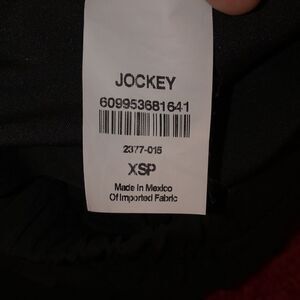 JOCKEY
609953681641
2377-015
XSP
Made in Mexico
Of Imported Fabric